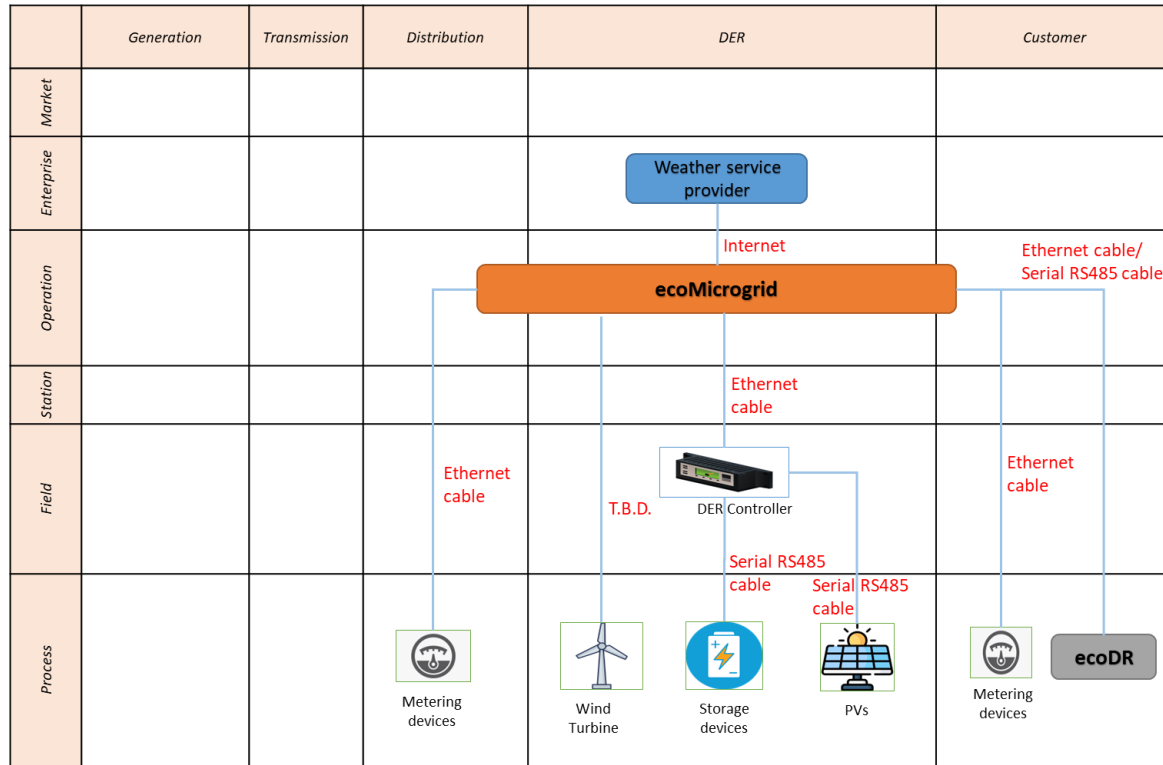 Generation
Transmission
Distribution
DER
Customer
Market
Enterprise
Weather service
provider
Internet
Operation
Ethernet cable/
Serial RS485 cable
ecoMicrogrid
Station
Ethernet
cable
Field
Ethernet
cable
T.B.D.
DER Controller
Ethernet
cable
Serial RS485
cable
Serial RS485
cable
Process
Metering
devices
Wind
Turbine
Storage
devices
PVs
Metering
devices
ecoDR